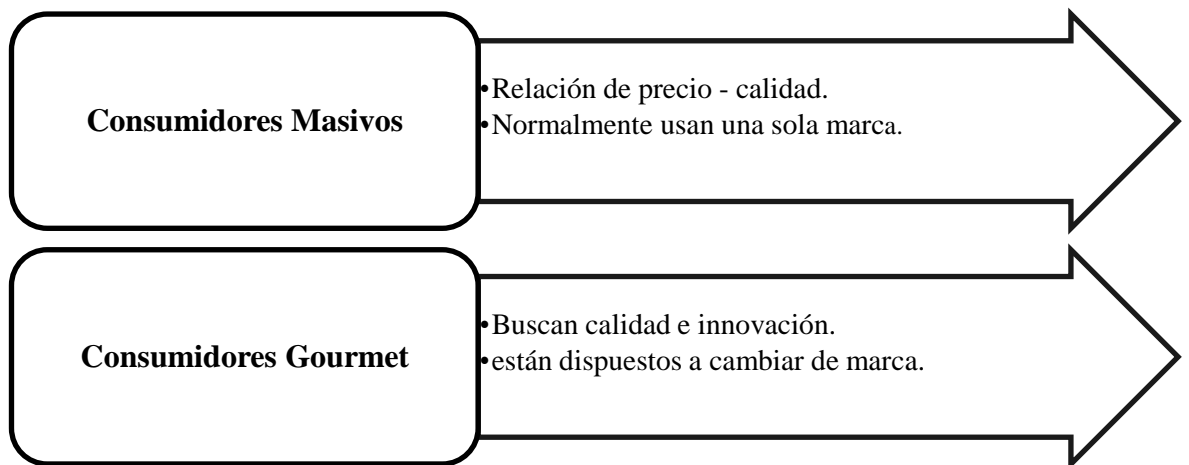 Consumidores Masivos
•Relación de precio - calidad.
•Normalmente usan una sola marca.
Consumidores Gourmet
•Buscan calidad e innovación.
•están dispuestos a cambiar de marca.